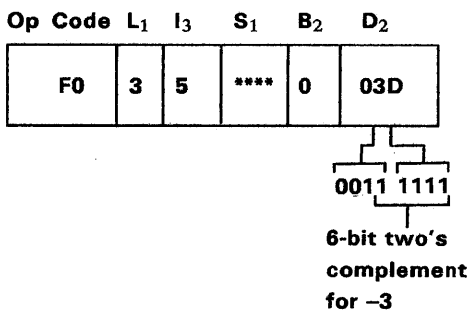 Op Code L₁ I₃ S₁ B₂ D₂
F0 3 5 **** 0 03D
0011 1111
6-bit two's
complement
for –3